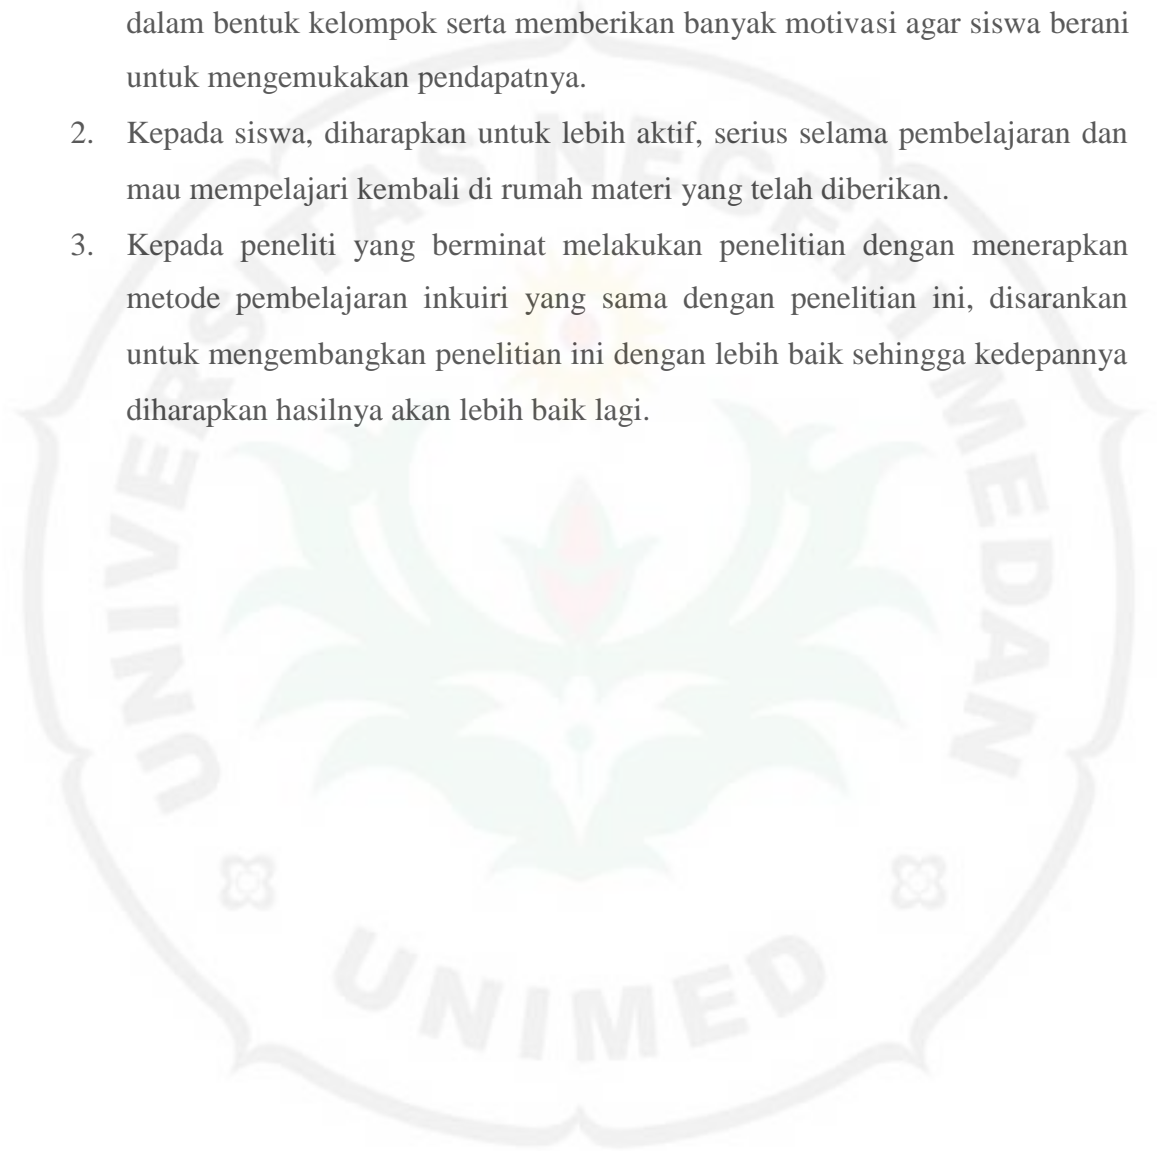 dalam bentuk kelompok serta memberikan banyak motivasi agar siswa berani
untuk mengemukakan pendapatnya.
2. Kepada siswa, diharapkan untuk lebih aktif, serius selama pembelajaran dan
mau mempelajari kembali di rumah materi yang telah diberikan.
3. Kepada peneliti yang berminat melakukan penelitian dengan menerapkan
metode pembelajaran inkuiri yang sama dengan penelitian ini, disarankan
untuk mengembangkan penelitian ini dengan lebih baik sehingga kedepannya
diharapkan hasilnya akan lebih baik lagi.
UNIVERSITAS NEGERI MEDAN
UNIMED